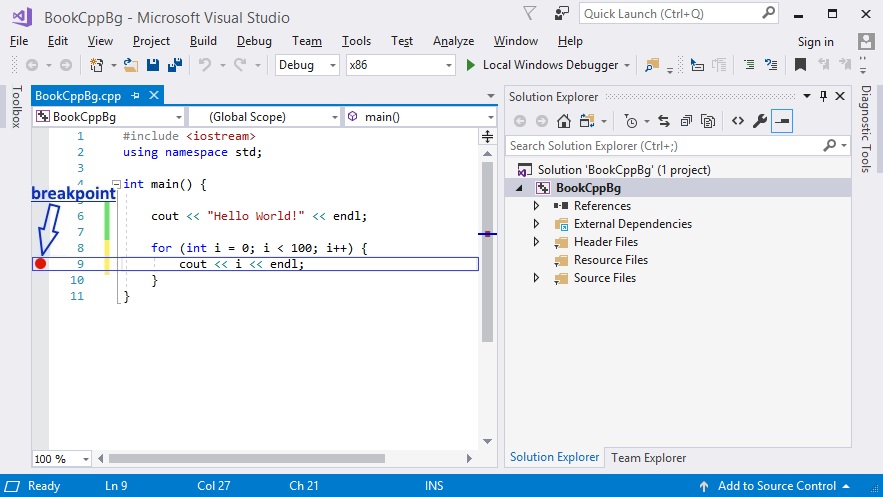 BookCppBg - Microsoft Visual Studio
Quick Launch (Ctrl+Q)
File Edit View Project Build Debug Team Tools Test Analyze Window Help
Sign in
Debug x86 Local Windows Debugger
Toolbox
BookCppBg.cpp
BookCppBg (Global Scope) main()
1 #include <iostream>
2 using namespace std;
3
4 int main() {
breakpoint
6 cout << "Hello World!" << endl;
7
8 for (int i = 0; i < 100; i++) {
9 cout << i << endl;
10 }
11 }
100 %
Solution Explorer
Search Solution Explorer (Ctrl+;)
Solution 'BookCppBg' (1 project)
BookCppBg
References
External Dependencies
Header Files
Resource Files
Source Files
Solution Explorer Team Explorer
Diagnostic Tools
Ready Ln 9 Col 27 Ch 21 INS Add to Source Control